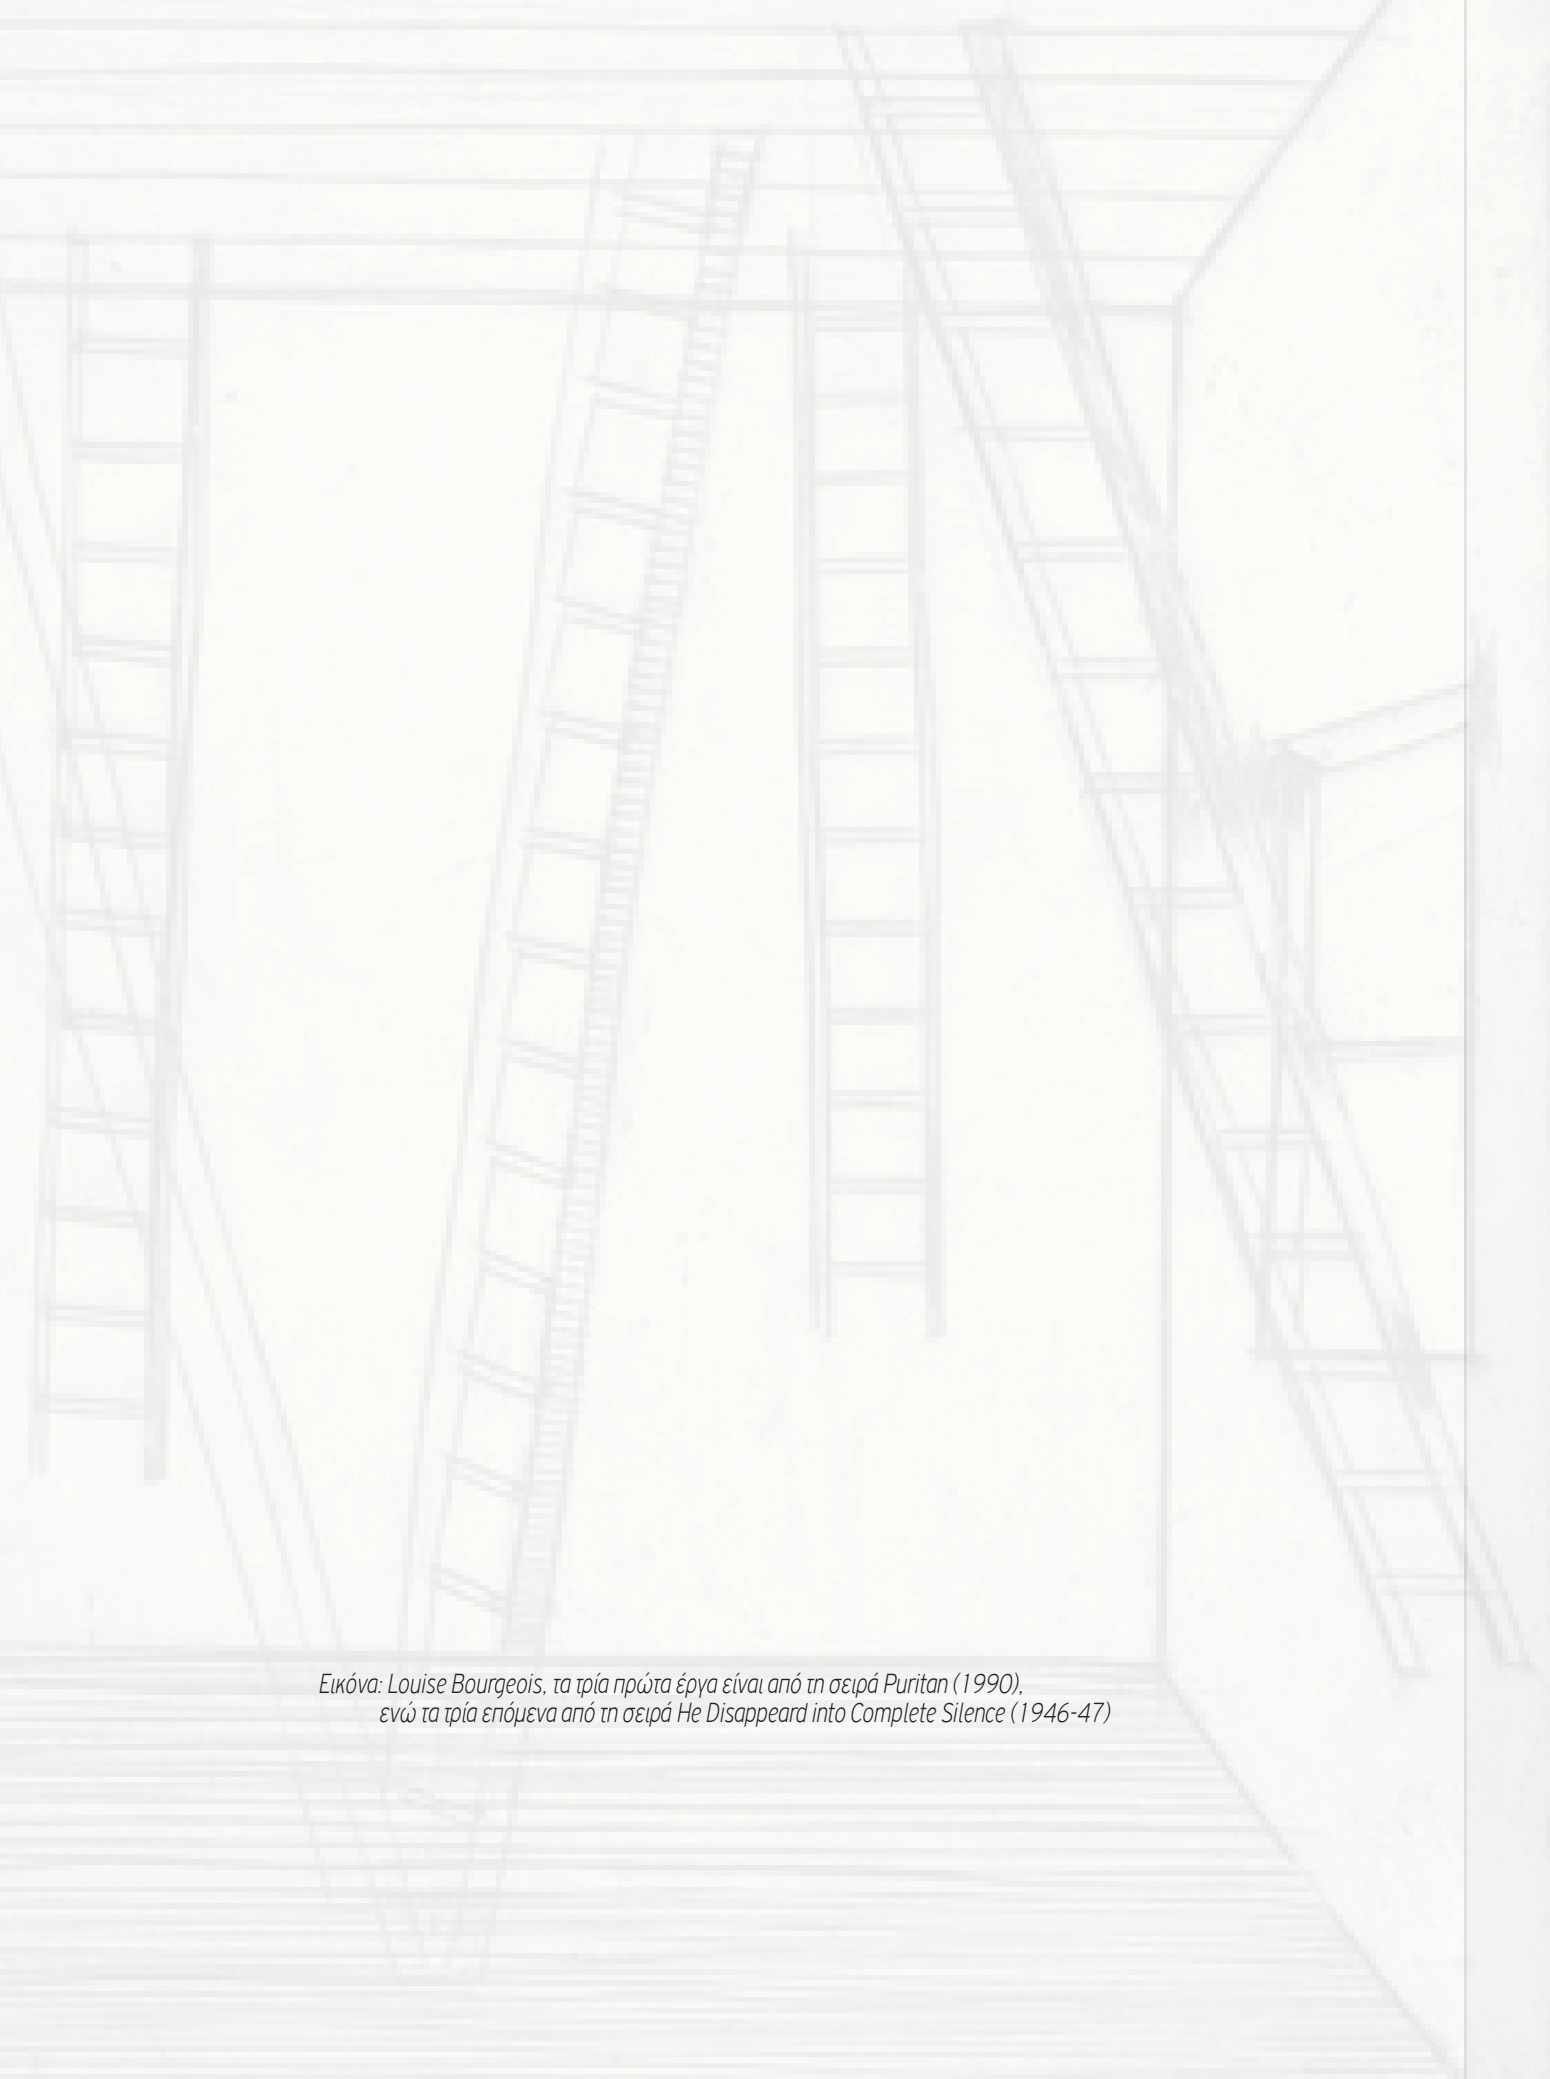 Εικόνα: Louise Bourgeois, τα τρία πρώτα έργα είναι από τη σειρά Puritan (1990),
ενώ τα τρία επόμενα από τη σειρά He Disappeard into Complete Silence (1946-47)